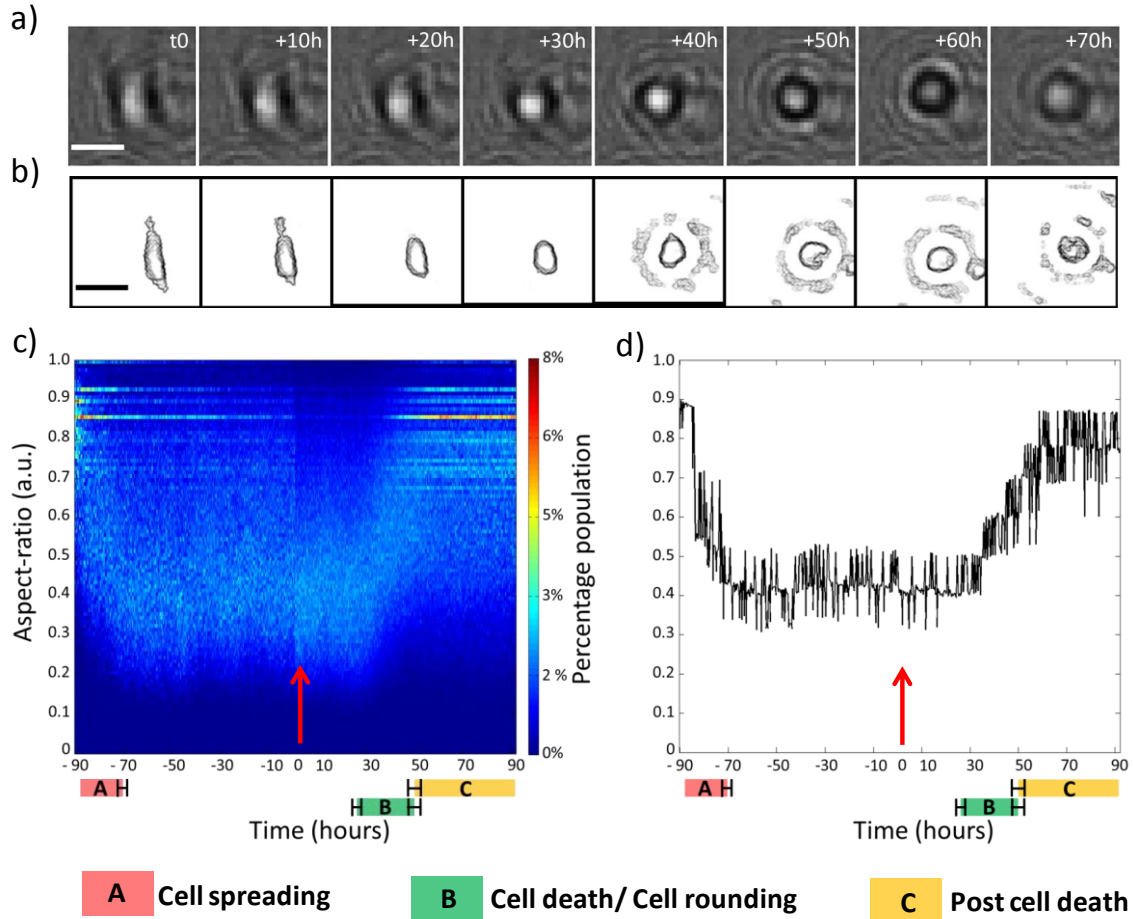 a)
t0 +10h +20h +30h +40h +50h +60h +70h
b)
c)
1.0
0.9
0.8
0.7
0.6
0.5
0.4
0.3
0.2
0.1
0
Aspect-ratio (a.u.)
8%
6%
3%
2 %
0%
Percentage population
- 90 -70 -50 -30 0 10 30 50 70 90
A B C
Time (hours)
d)
1.0
0.9
0.8
0.7
0.6
0.5
0.4
0.3
0.2
0.1
0
-90 -70 -50 -30 0 10 30 50 70 90
A B C
Time (hours)
A Cell spreading B Cell death/ Cell rounding C Post cell death